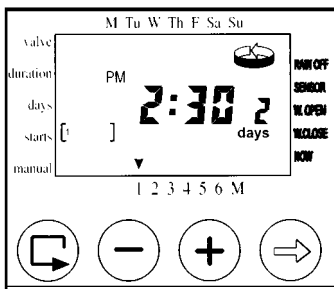 M Tu W Th F Sa Su
valve
duration
days
starts
manual
PM
2:30 2
days
[1 ]
RAIN OFF
SENSOR
W. OPEN
W.CLOSE
NOW
1 2 3 4 5 6 M
− +